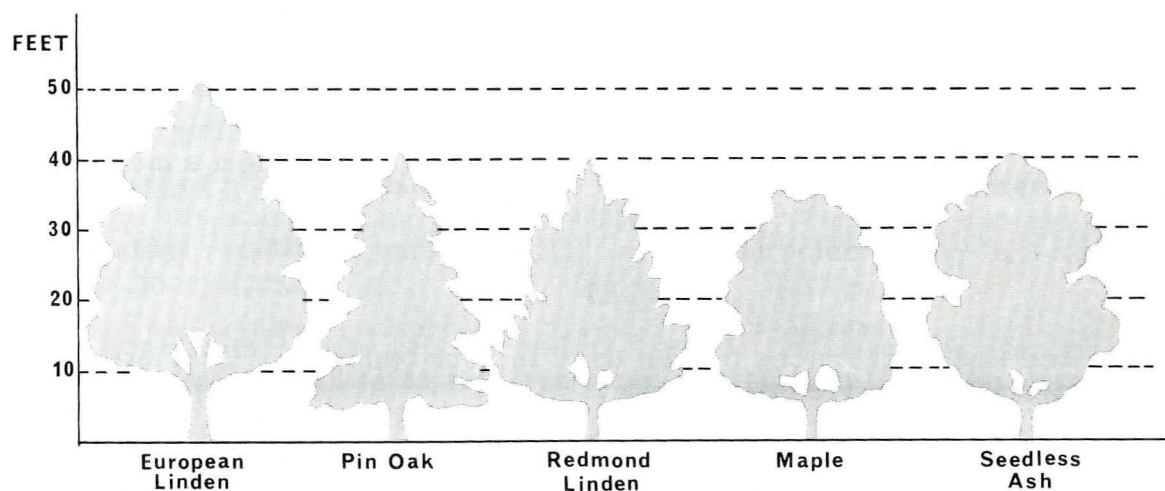 FEET
50
40
30
20
10
European
Linden
Pin Oak
Redmond
Linden
Maple
Seedless
Ash